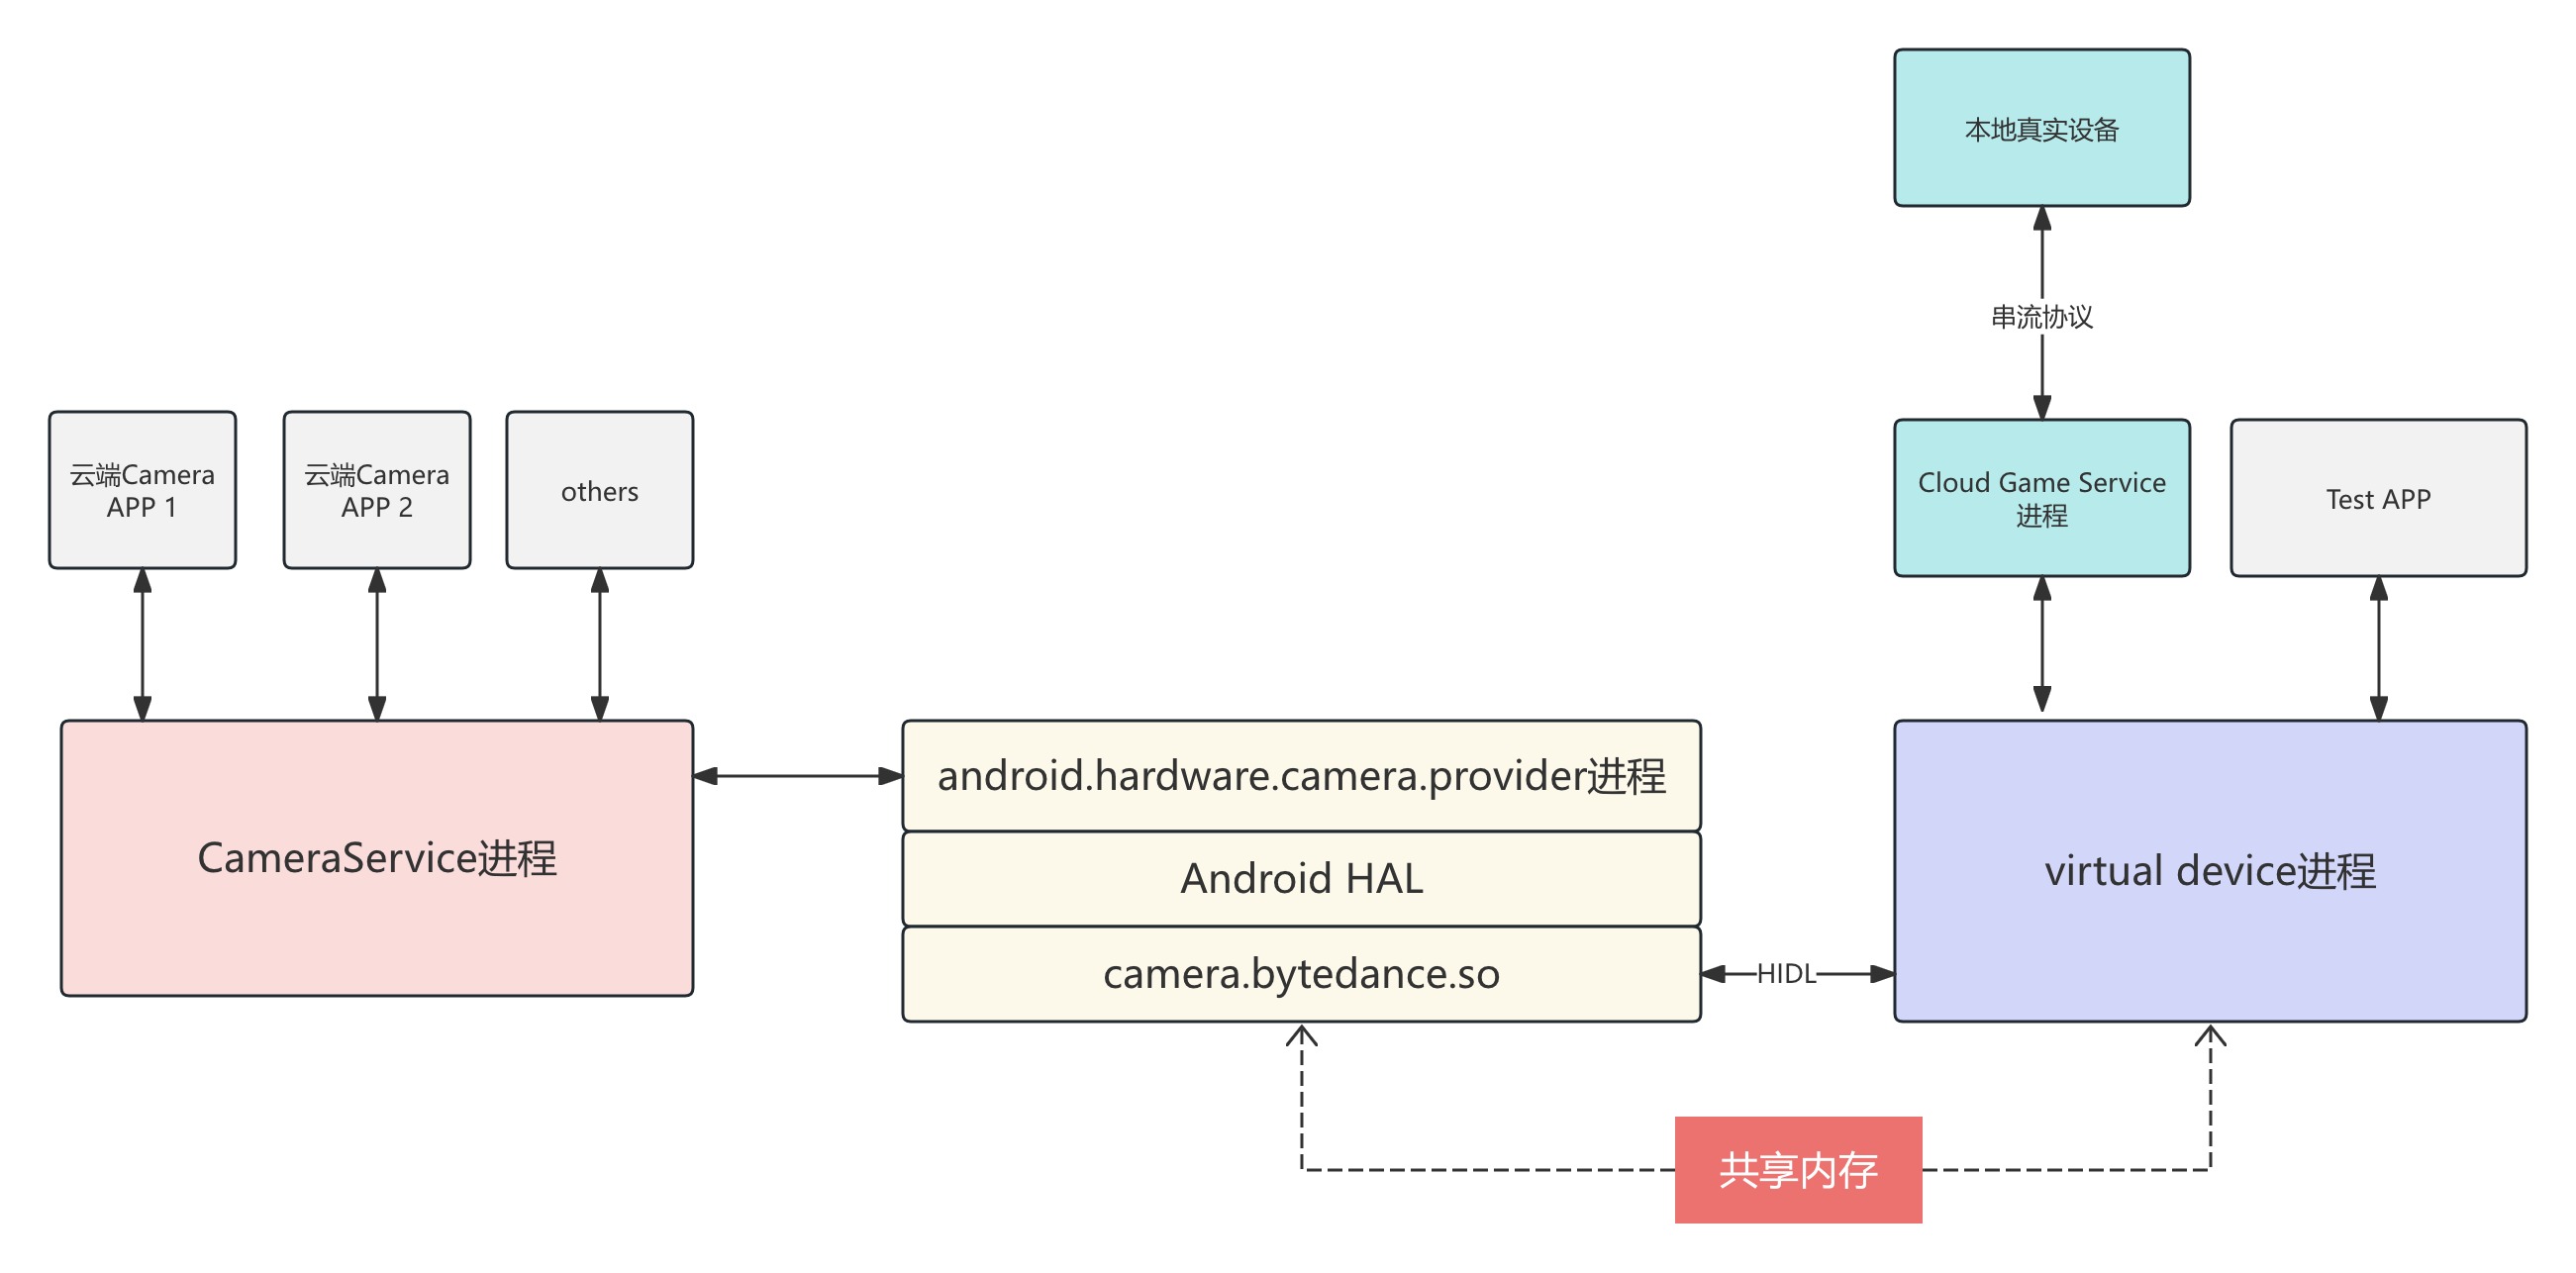 本地真实设备
串流协议
云端Camera
APP 1
云端Camera
APP 2
others
Cloud Game Service
进程
Test APP
CameraService进程
android.hardware.camera.provider进程
Android HAL
camera.bytedance.so
HIDL
virtual device进程
共享内存